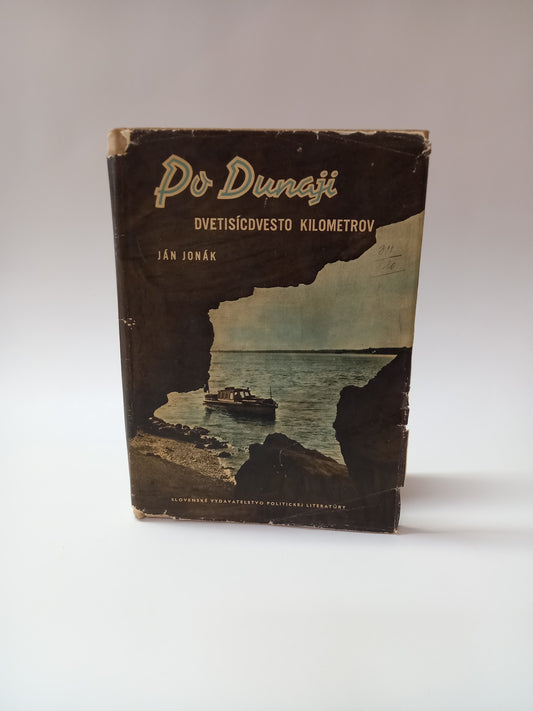 Po Dunaji
DVETISÍCDVESTO KILOMETROV
JÁN JONÁK
SLOVENSKÉ VYDAVATEĽSTVO POLITICKEJ LITERATÚRY